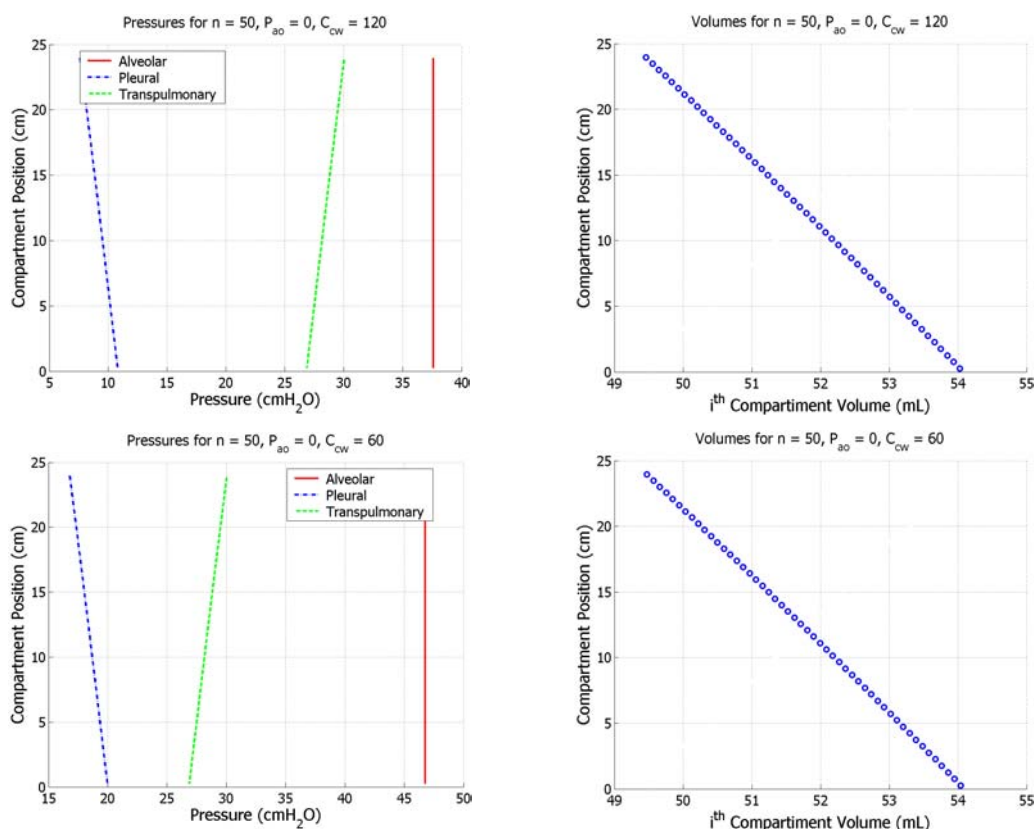 Pressures for n = 50, P_ao = 0, C_cw = 120
25
20
15
10
5
0
Compartment Position (cm)
Alveolar
Pleural
Transpulmonary
5 10 15 20 25 30 35 40
Pressure (cmH₂O)
Volumes for n = 50, P_ao = 0, C_cw = 120
25
20
15
10
5
0
Compartment Position (cm)
49 50 51 52 53 54 55
i^th Compartiment Volume (mL)
Pressures for n = 50, P_ao = 0, C_cw = 60
25
20
15
10
5
0
Compartment Position (cm)
Alveolar
Pleural
Transpulmonary
15 20 25 30 35 40 45 50
Pressure (cmH₂O)
Volumes for n = 50, P_ao = 0, C_cw = 60
25
20
15
10
5
0
Compartment Position (cm)
49 50 51 52 53 54 55
i^th Compartiment Volume (mL)